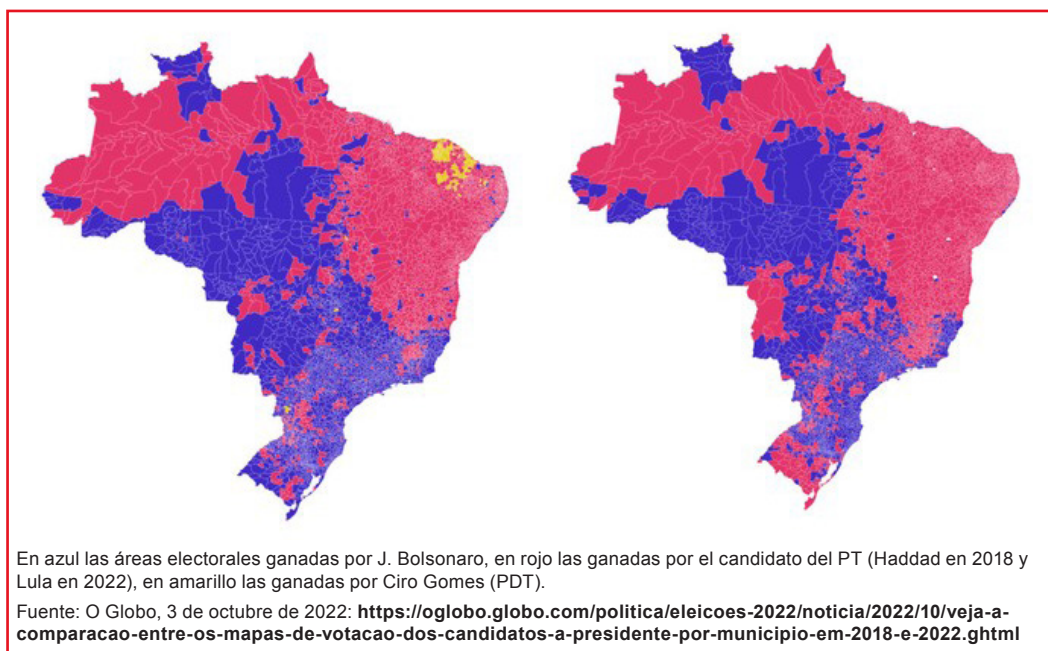 En azul las áreas electorales ganadas por J. Bolsonaro, en rojo las ganadas por el candidato del PT (Haddad en 2018 y
Lula en 2022), en amarillo las ganadas por Ciro Gomes (PDT).
Fuente: O Globo, 3 de octubre de 2022: https://oglobo.globo.com/politica/eleicoes-2022/noticia/2022/10/veja-a-
comparacao-entre-os-mapas-de-votacao-dos-candidatos-a-presidente-por-municipio-em-2018-e-2022.ghtml